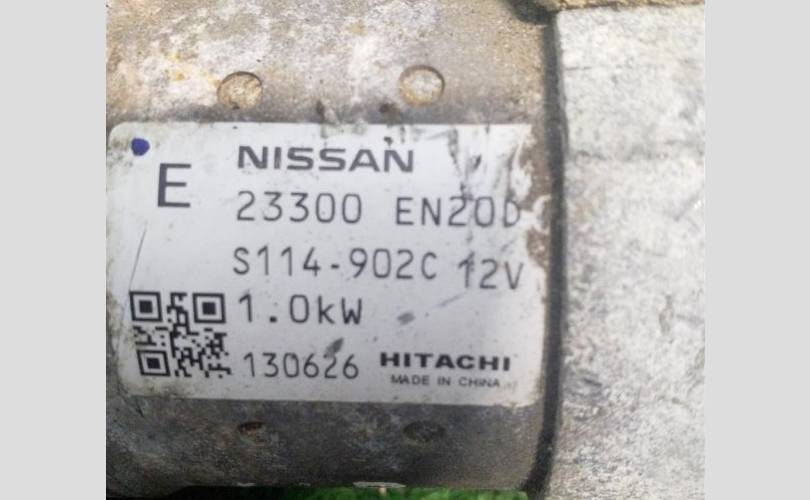 NISSAN
E
23300 EN20D
S114-902C 12V
1.0kW
130626 HITACHI
MADE IN CHINA